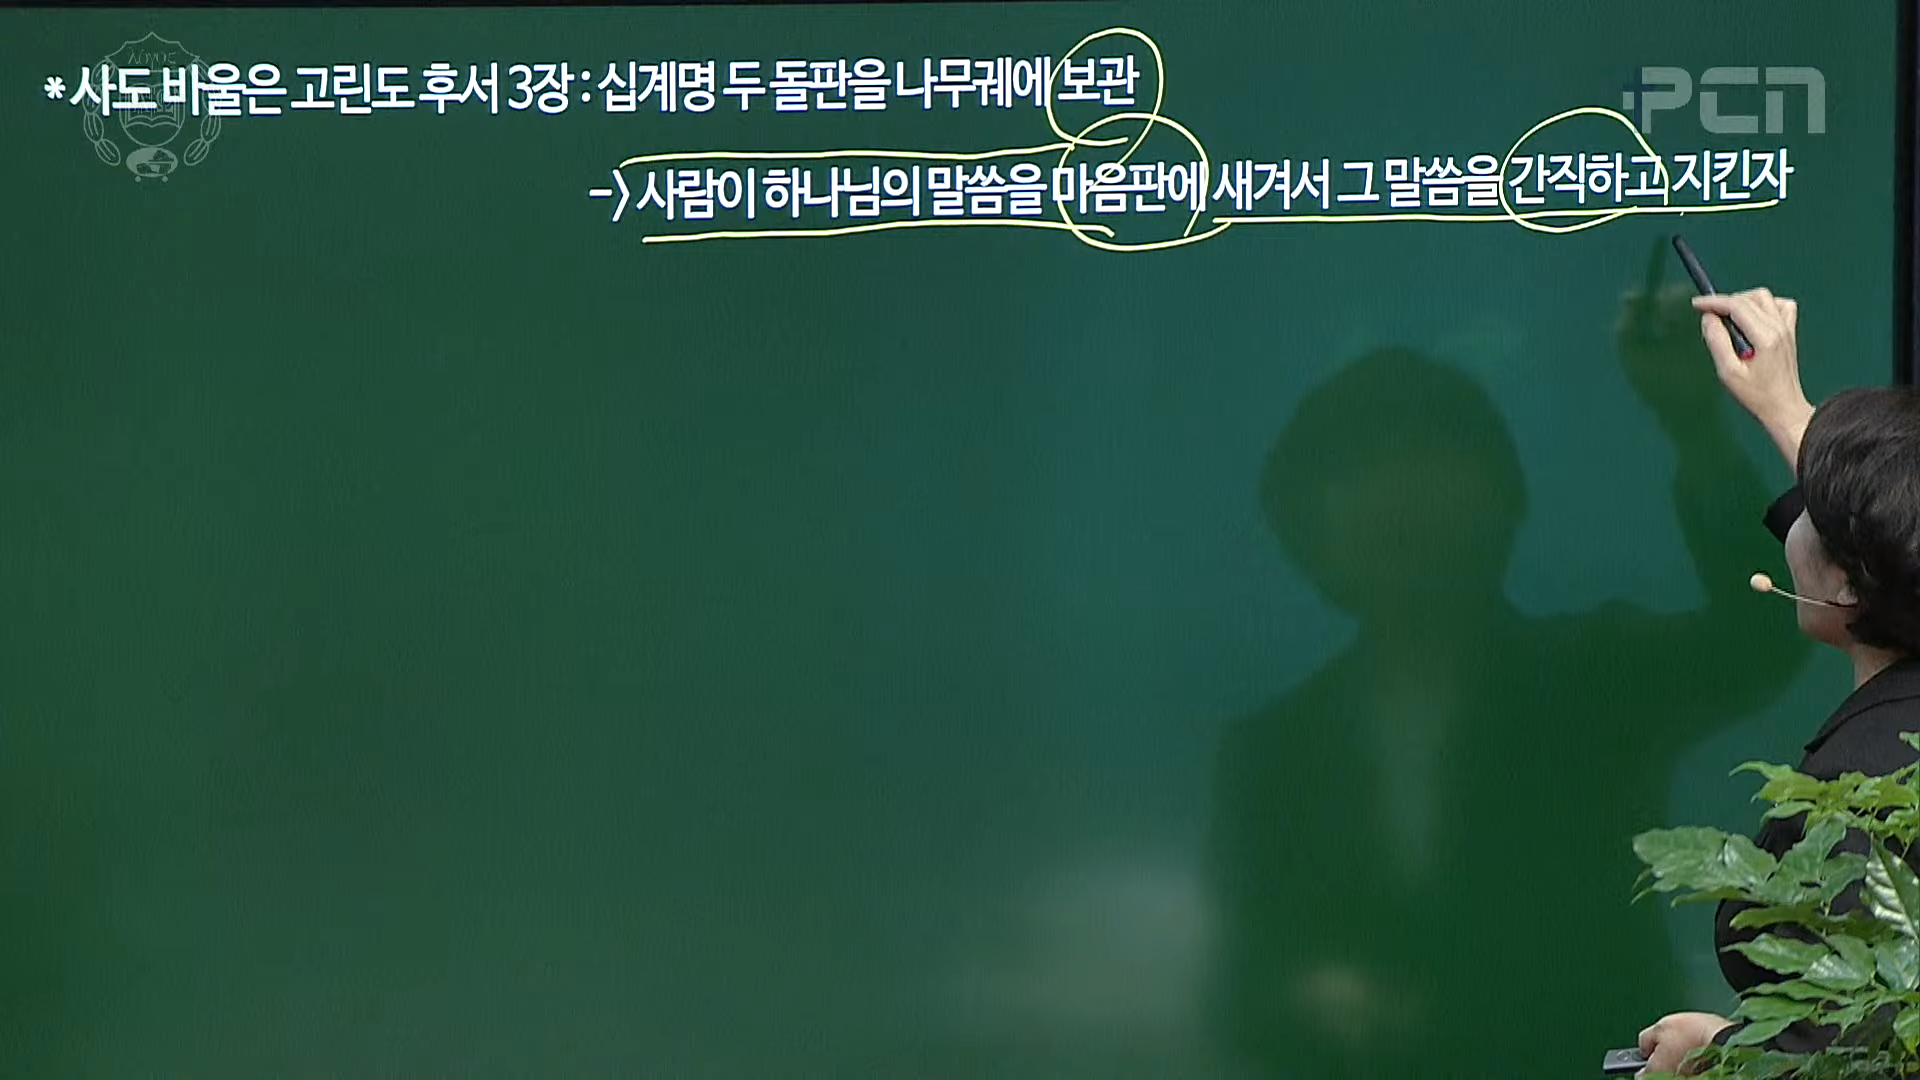 * 사도 바울은 고린도 후서 3장 : 십계명 두 돌판을 나무궤에 보관
PCN
-> 사람이 하나님의 말씀을 마음판에 새겨서 그 말씀을 간직하고 지킨자